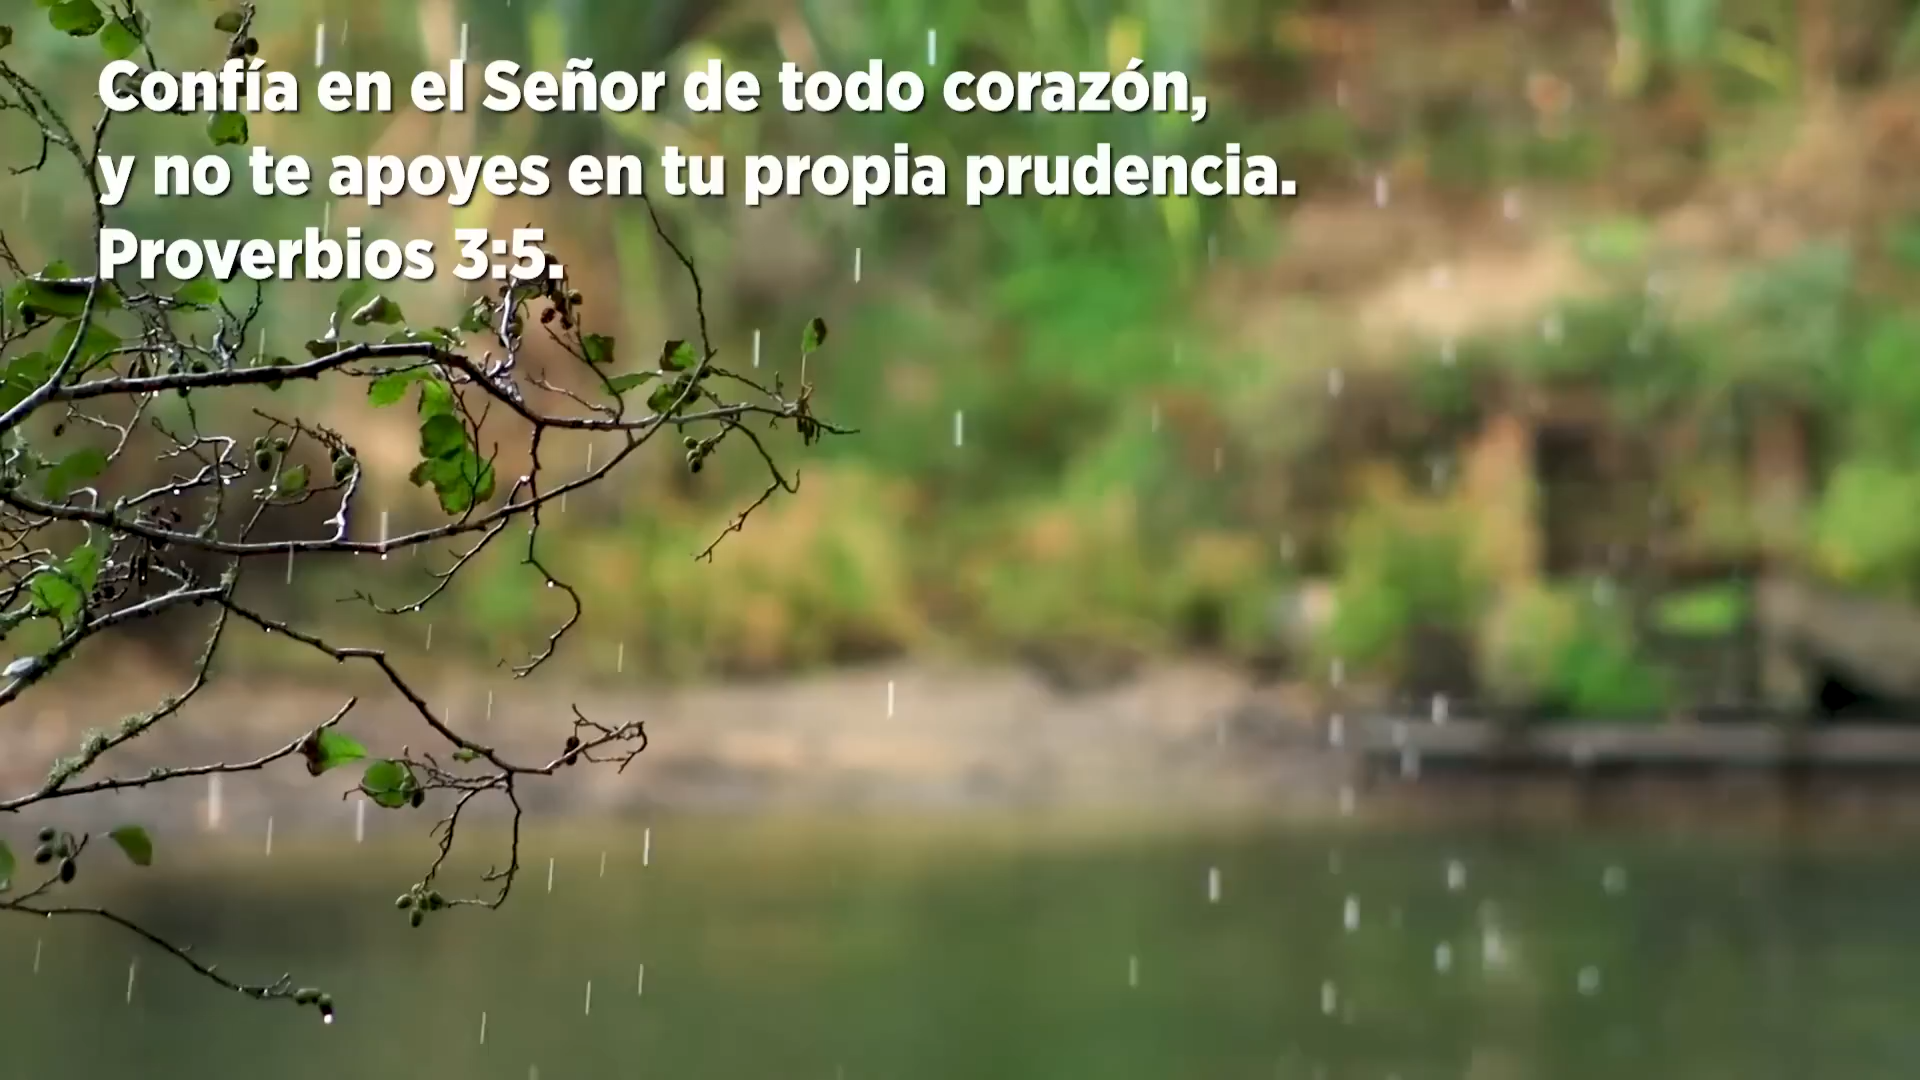 Confía en el Señor de todo corazón,
y no te apoyes en tu propia prudencia.
Proverbios 3:5.